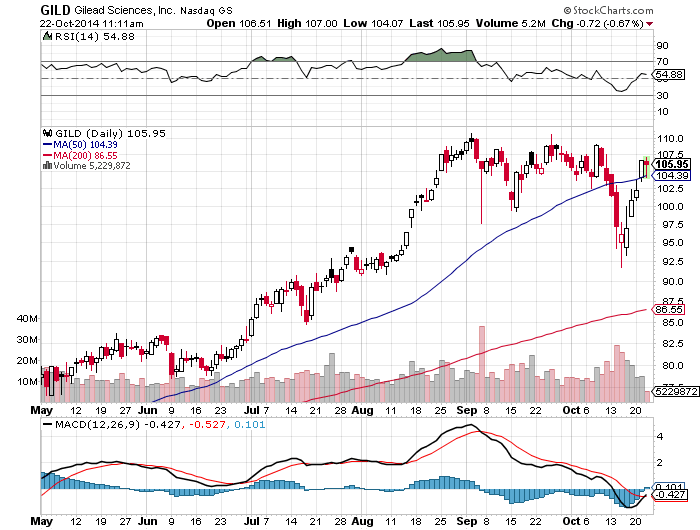 GILD Gilead Sciences, Inc. Nasdaq GS © StockCharts.com
22-Oct-2014 11:11am Open 106.51 High 107.00 Low 104.07 Last 105.95 Volume 5.2M Chg -0.72 (-0.67%)
RSI(14) 54.88
90
70
54.88
50
30
10
GILD (Daily) 105.95
MA(50) 104.39
MA(200) 86.55
Volume 5,229,872
110.0
107.5
105.95
104.39
102.5
100.0
97.5
95.0
92.5
90.0
87.5
86.55
85.0
82.5
80.0
77.5
5229872
40M
30M
20M
10M
May 12 19 27 Jun 9 16 23 Jul 7 14 21 28 Aug 11 18 25 Sep 8 15 22 Oct 6 13 20
MACD(12,26,9) -0.427, -0.527, 0.101
4
2
0.101
-0.427
May 12 19 27 Jun 9 16 23 Jul 7 14 21 28 Aug 11 18 25 Sep 8 15 22 Oct 6 13 20